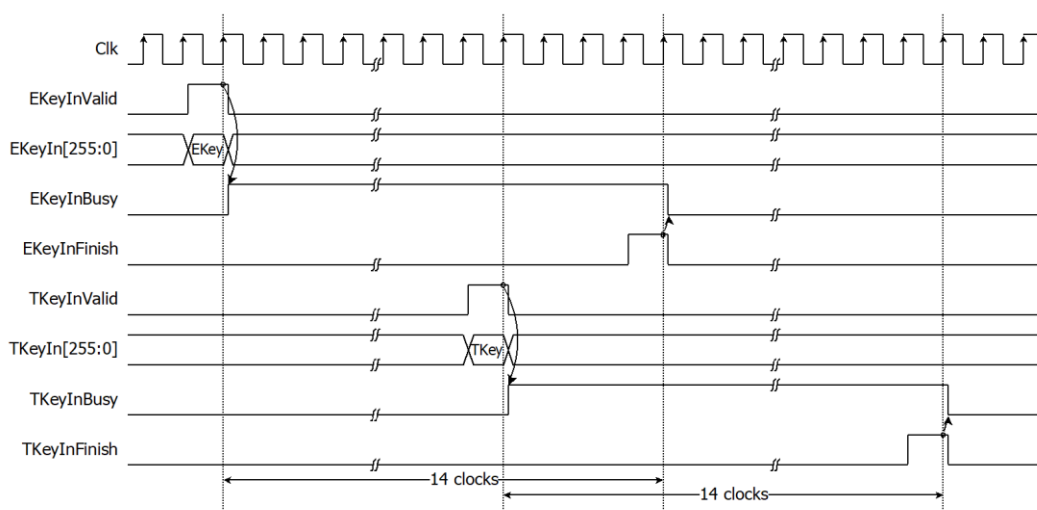 Clk
EKeyInValid
EKeyIn[255:0]
EKey
EKeyInBusy
EKeyInFinish
TKeyInValid
TKeyIn[255:0]
TKey
TKeyInBusy
TKeyInFinish
14 clocks
14 clocks